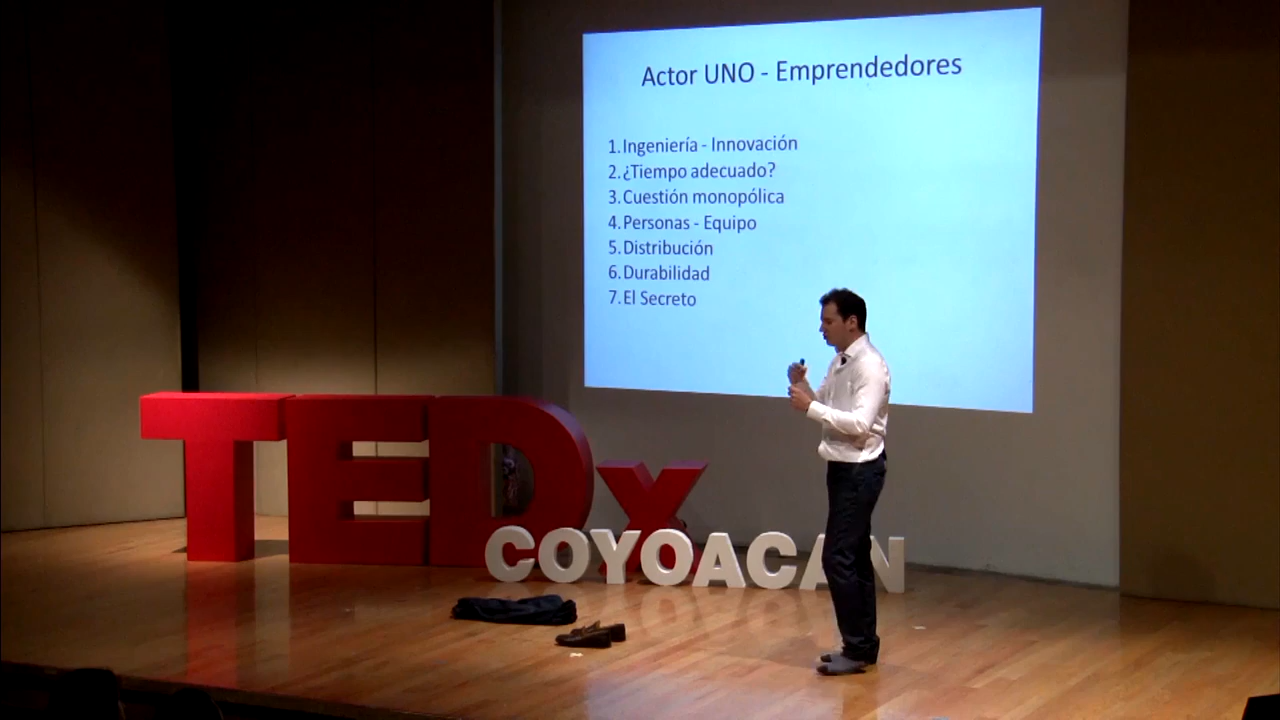 Actor UNO - Emprendedores
1. Ingeniería - Innovación
2. ¿Tiempo adecuado?
3. Cuestión monopólica
4. Personas - Equipo
5. Distribución
6. Durabilidad
7. El Secreto
TEDx
COYOACAN